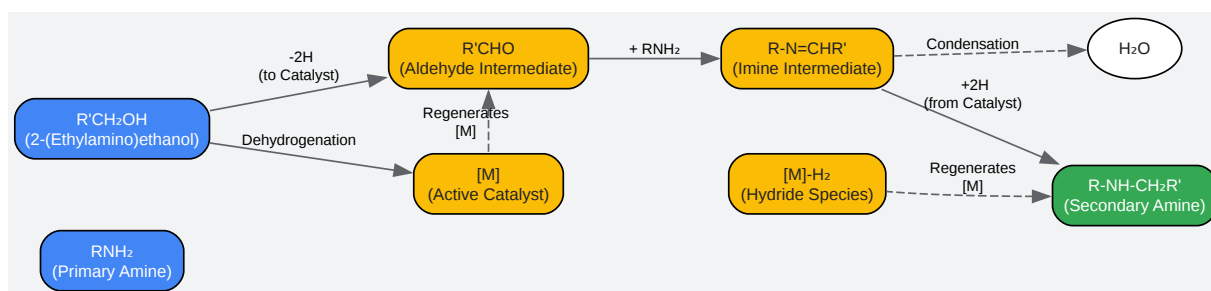 R'CH₂OH
(2-(Ethylamino)ethanol)
-2H
(to Catalyst)
Dehydrogenation
R'CHO
(Aldehyde Intermediate)
Regenerates
[M]
[M]
(Active Catalyst)
+ RNH₂
R-N=CHR'
(Imine Intermediate)
Condensation
H₂O
+2H
(from Catalyst)
[M]-H₂
(Hydride Species)
Regenerates
[M]
R-NH-CH₂R'
(Secondary Amine)
RNH₂
(Primary Amine)